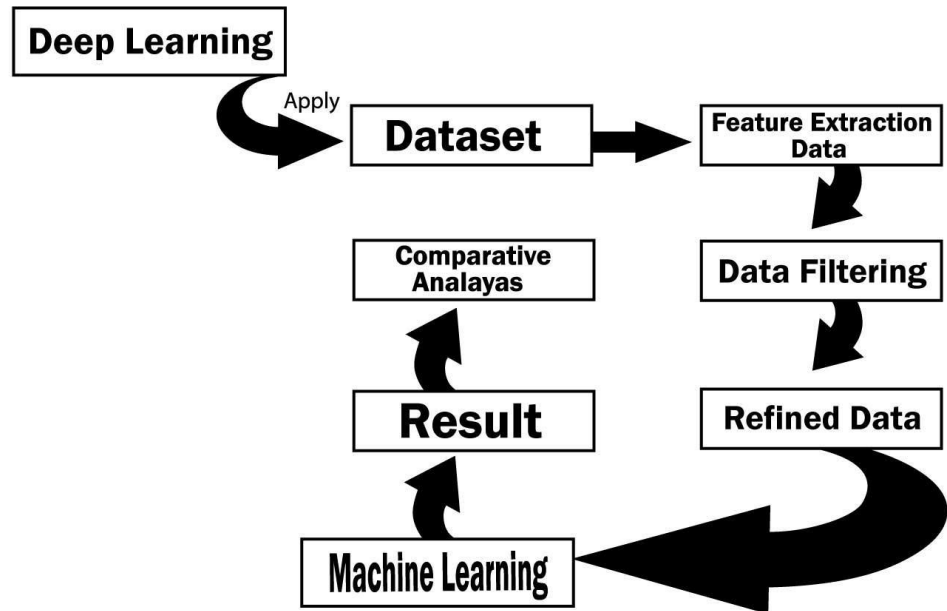 Deep Learning
Apply
Dataset
Feature Extraction
Data
Data Filtering
Refined Data
Machine Learning
Result
Comparative
Analayas